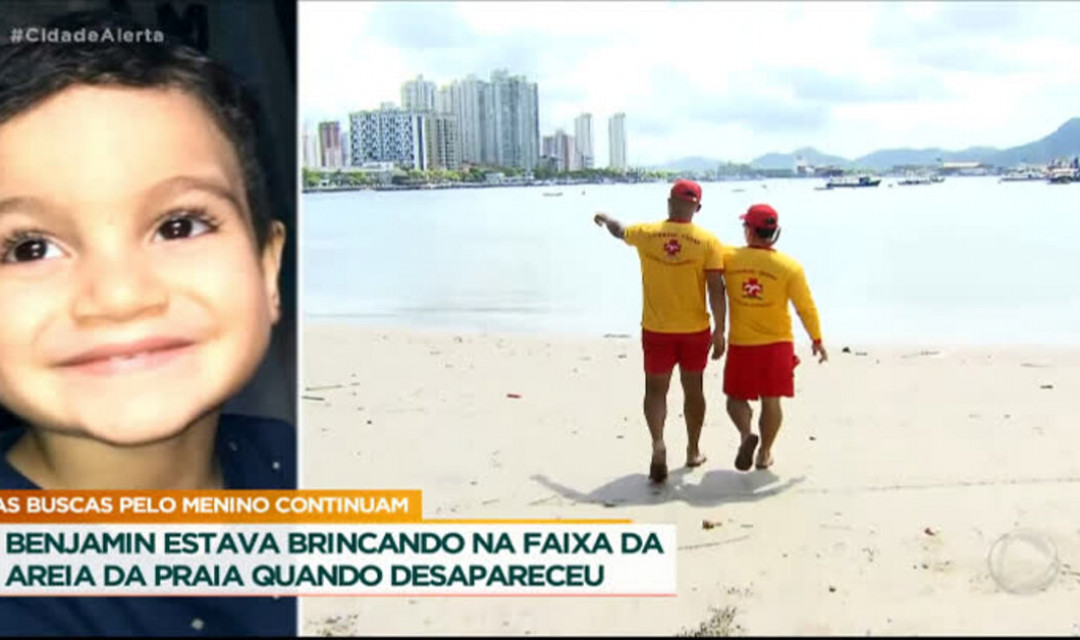 #CidadeAlerta
AS BUSCAS PELO MENINO CONTINUAM
BENJAMIN ESTAVA BRINCANDO NA FAIXA DA
AREIA DA PRAIA QUANDO DESAPARECEU